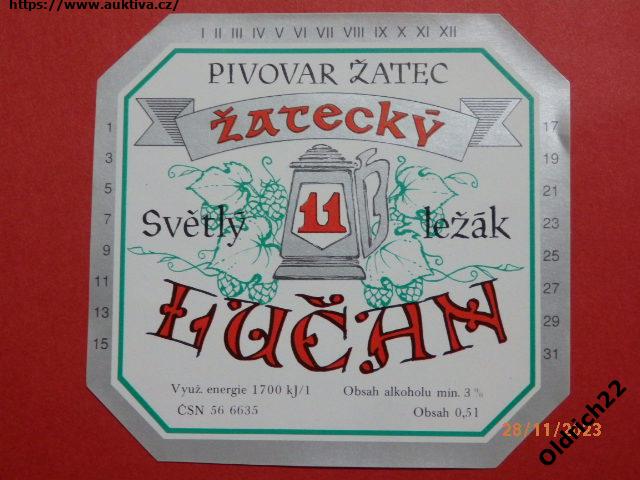 https://www.auktiva.cz/
I II III IV V VI VII VIII IX X XI XII
PIVOVAR ŽATEC
ŽATECKÝ
1
3
5
7
9
11
13
15
17
19
21
23
25
27
29
31
11
Světlý ležák
LUČAN
Využ. energie 1700 kJ/l Obsah alkoholu min. 3 %
ČSN 56 6635 Obsah 0,5l
28/11/2023
Oldrich22